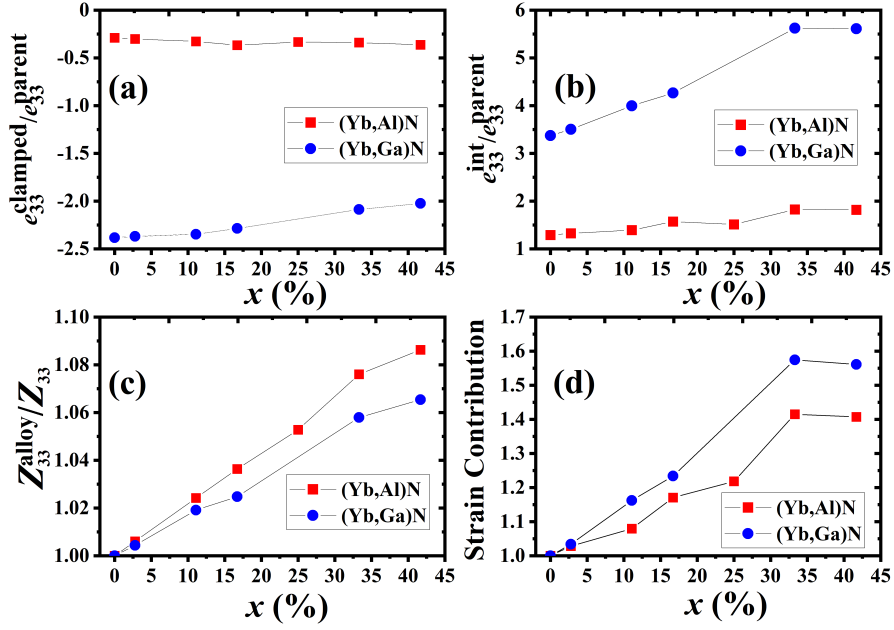 0
-0.5
-1.0
-1.5
-2.0
-2.5
e33clamped/e33parent
(a)
(Yb,Al)N
(Yb,Ga)N
0 5 10 15 20 25 30 35 40 45
x (%)
6
5
4
3
2
1
e33int/e33parent
(b)
(Yb,Al)N
(Yb,Ga)N
0 5 10 15 20 25 30 35 40 45
x (%)
1.10
1.08
1.06
1.04
1.02
1.00
Z33alloy/Z33
(c)
(Yb,Al)N
(Yb,Ga)N
0 5 10 15 20 25 30 35 40 45
x (%)
1.7
1.6
1.5
1.4
1.3
1.2
1.1
1.0
Strain Contribution
(d)
(Yb,Al)N
(Yb,Ga)N
0 5 10 15 20 25 30 35 40 45
x (%)